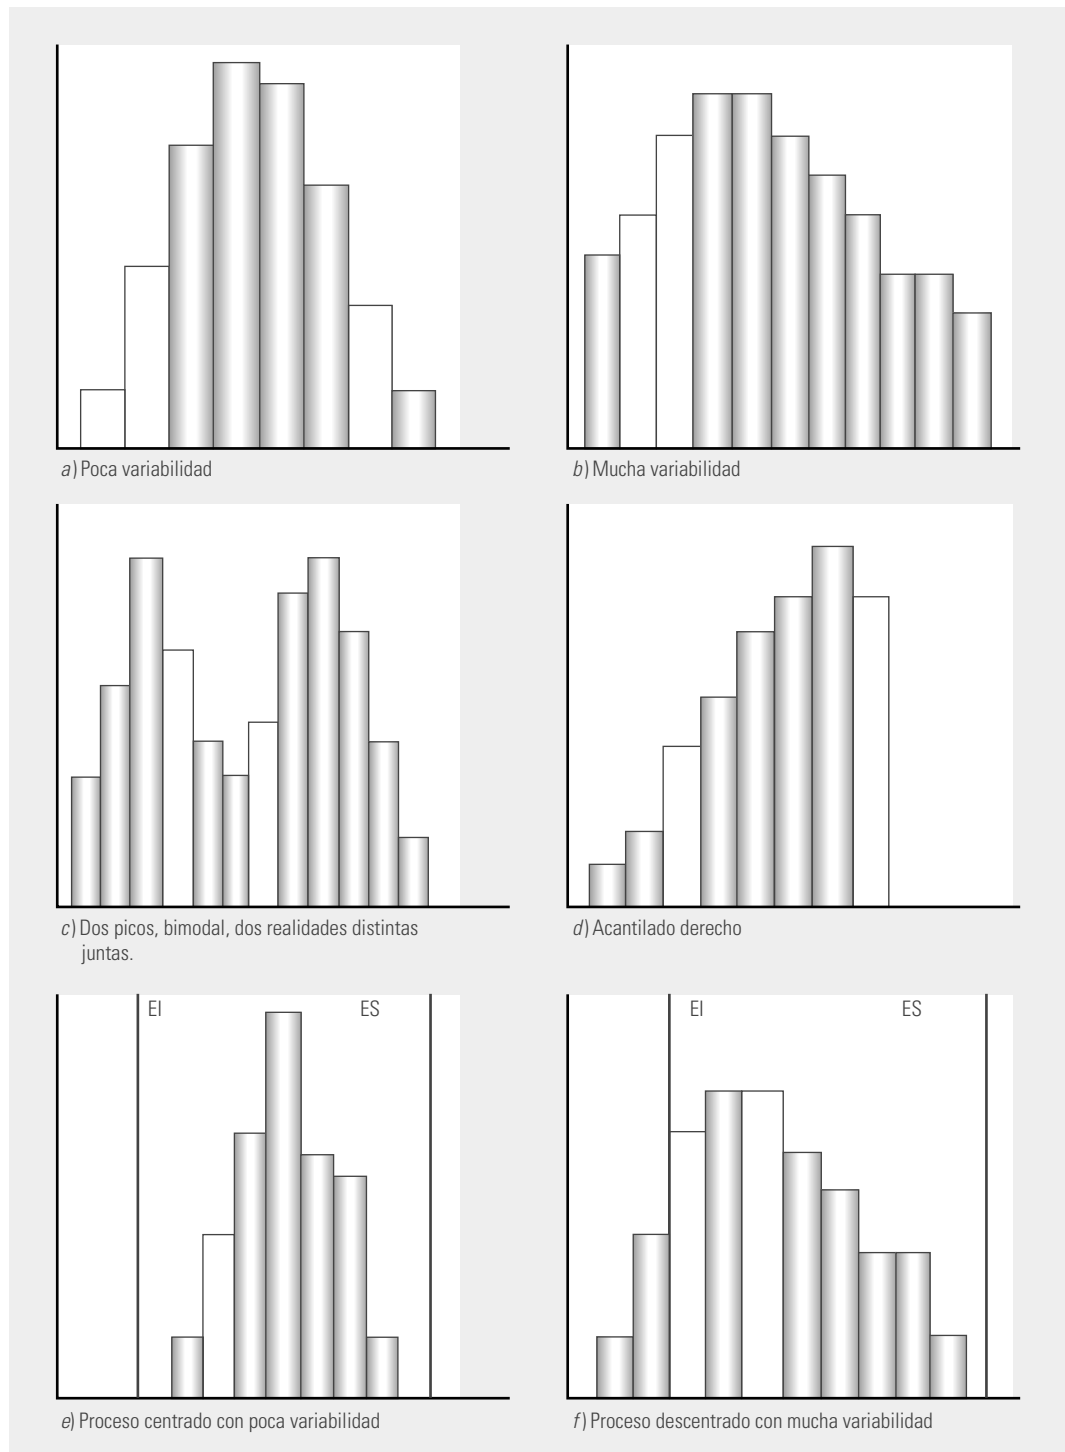 a) Poca variabilidad
b) Mucha variabilidad
c) Dos picos, bimodal, dos realidades distintas
juntas.
d) Acantilado derecho
EI
ES
EI
ES
e) Proceso centrado con poca variabilidad
f) Proceso descentrado con mucha variabilidad